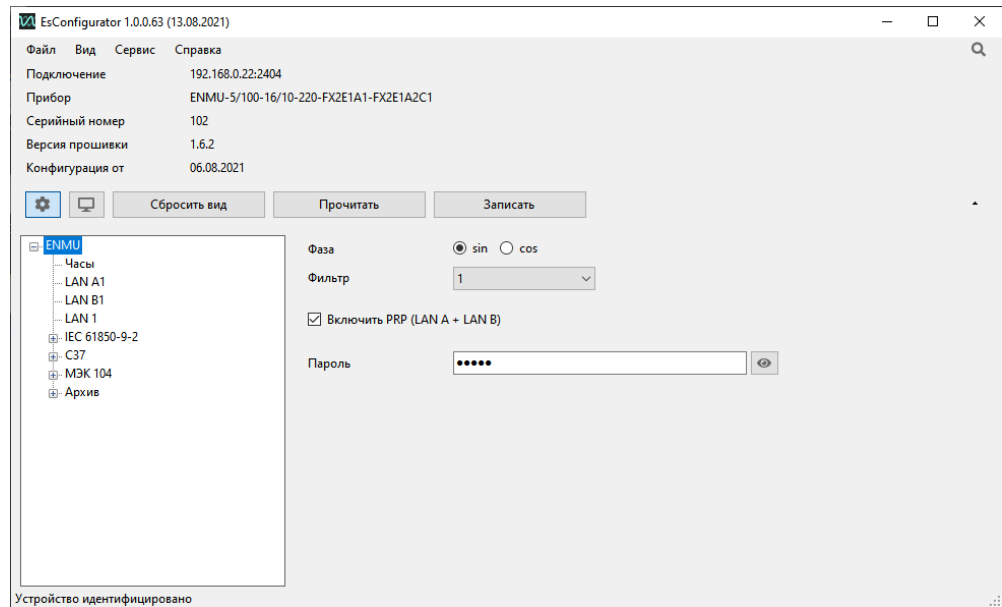 EsConfigurator 1.0.0.63 (13.08.2021)
Файл Вид Сервис Справка
Подключение 192.168.0.22:2404
Прибор ENMU-5/100-16/10-220-FX2E1A1-FX2E1A2C1
Серийный номер 102
Версия прошивки 1.6.2
Конфигурация от 06.08.2021
Сбросить вид Прочитать Записать
ENMU
Часы
LAN A1
LAN B1
LAN 1
IEC 61850-9-2
C37
МЭК 104
Архив
Фаза sin cos
Фильтр 1
Включить PRP (LAN A + LAN B)
Пароль •••••
Устройство идентифицировано